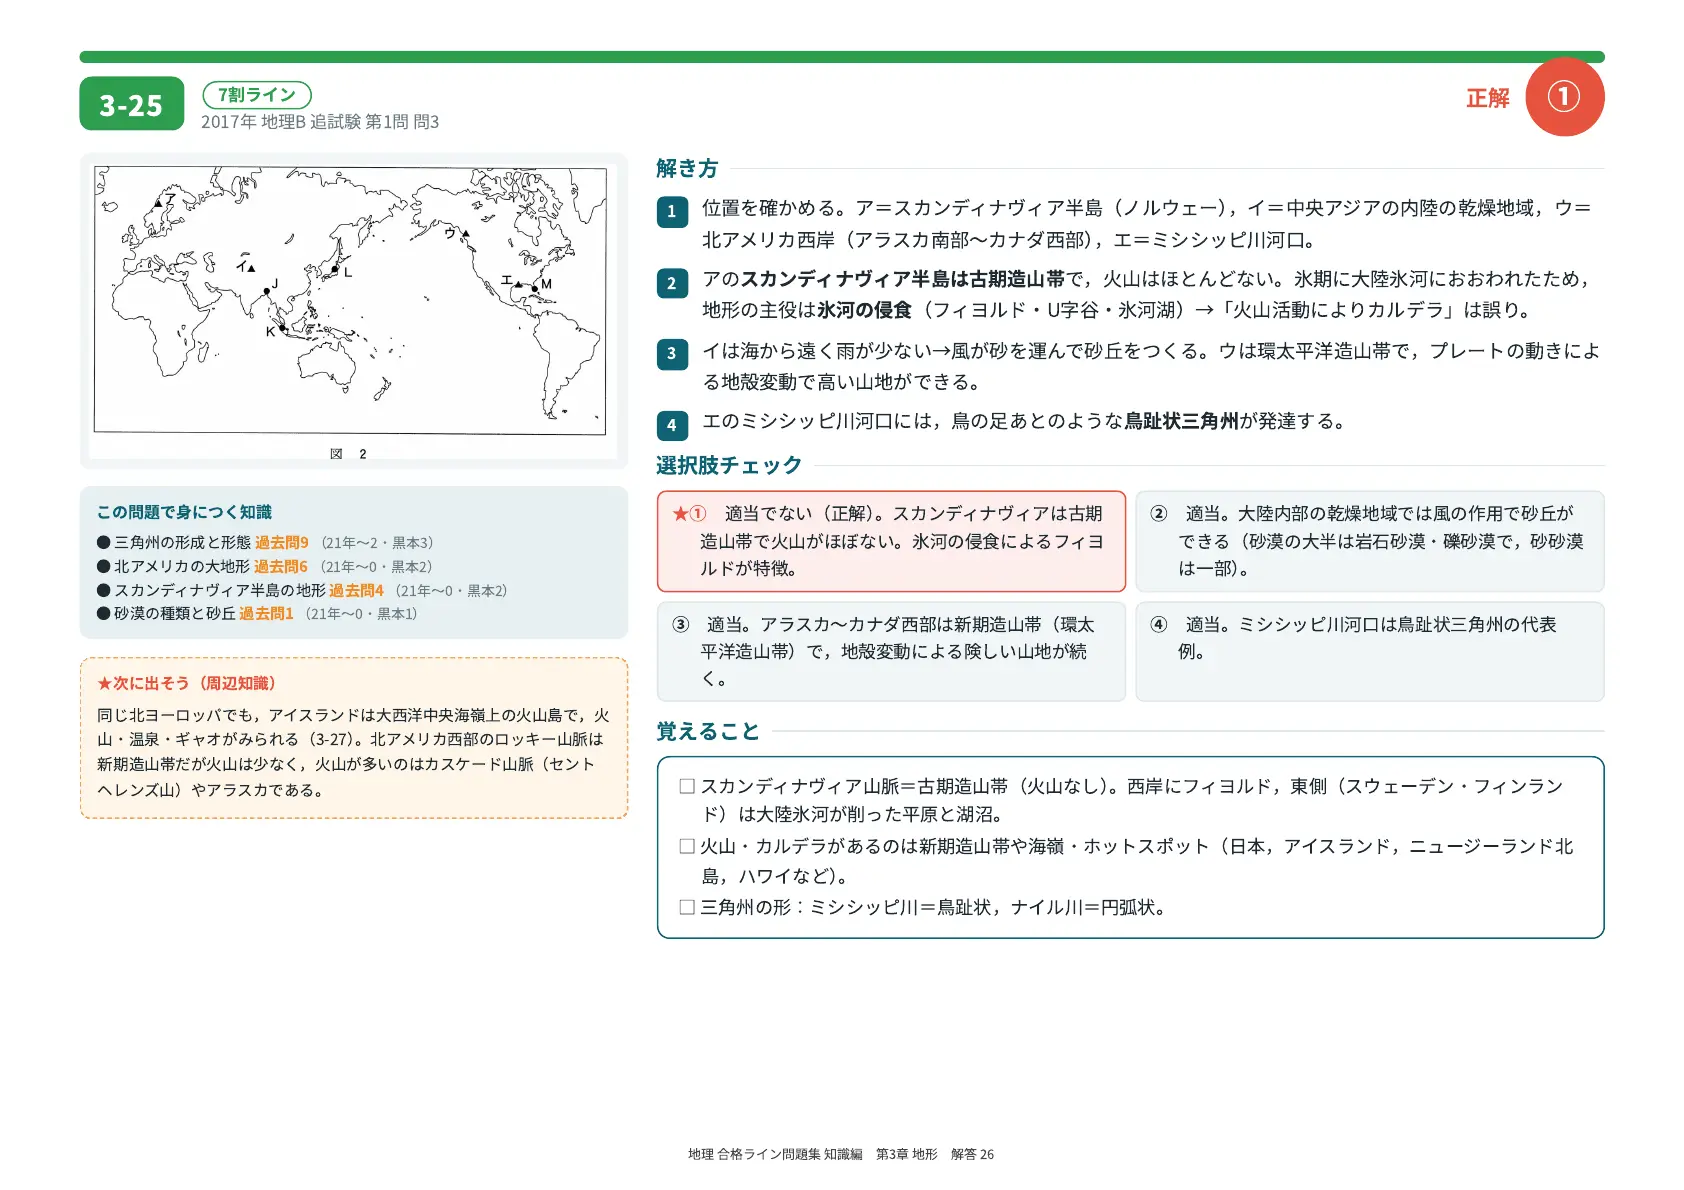 3-25
7割ライン
2017年 地理B 追試験 第1問 問3
正解
①
ア
イ
ウ
エ
J
K
L
M
図 2
この問題で身につく知識
● 三角州の形成と形態 過去問9 （21年〜2・黒本3）
● 北アメリカの大地形 過去問6 （21年〜0・黒本2）
● スカンディナヴィア半島の地形 過去問4 （21年〜0・黒本2）
● 砂漠の種類と砂丘 過去問1 （21年〜0・黒本1）
★次に出そう（周辺知識）
同じ北ヨーロッパでも，アイスランドは大西洋中央海嶺上の火山島で，火
山・温泉・ギャオがみられる（3-27）。北アメリカ西部のロッキー山脈は
新期造山帯だが火山は少なく，火山が多いのはカスケード山脈（セント
ヘレンズ山）やアラスカである。
解き方
1 位置を確かめる。ア＝スカンディナヴィア半島（ノルウェー），イ＝中央アジアの内陸の乾燥地域，ウ＝
北アメリカ西岸（アラスカ南部〜カナダ西部），エ＝ミシシッピ川河口。
2 アのスカンディナヴィア半島は古期造山帯で，火山はほとんどない。氷期に大陸氷河におおわれたため，
地形の主役は氷河の侵食（フィヨルド・U字谷・氷河湖）→「火山活動によりカルデラ」は誤り。
3 イは海から遠く雨が少ない→風が砂を運んで砂丘をつくる。ウは環太平洋造山帯で，プレートの動きによ
る地殻変動で高い山地ができる。
4 エのミシシッピ川河口には，鳥の足あとのような鳥趾状三角州が発達する。
選択肢チェック
★① 適当でない（正解）。スカンディナヴィアは古期
造山帯で火山がほぼない。氷河の侵食によるフィヨ
ルドが特徴。
② 適当。大陸内部の乾燥地域では風の作用で砂丘が
できる（砂漠の大半は岩石砂漠・礫砂漠で，砂砂漠
は一部）。
③ 適当。アラスカ〜カナダ西部は新期造山帯（環太
平洋造山帯）で，地殻変動による険しい山地が続
く。
④ 適当。ミシシッピ川河口は鳥趾状三角州の代表
例。
覚えること
□ スカンディナヴィア山脈＝古期造山帯（火山なし）。西岸にフィヨルド，東側（スウェーデン・フィンラン
ド）は大陸氷河が削った平原と湖沼。
□ 火山・カルデラがあるのは新期造山帯や海嶺・ホットスポット（日本，アイスランド，ニュージーランド北
島，ハワイなど）。
□ 三角州の形：ミシシッピ川＝鳥趾状，ナイル川＝円弧状。
地理 合格ライン問題集 知識編 第3章 地形 解答 26